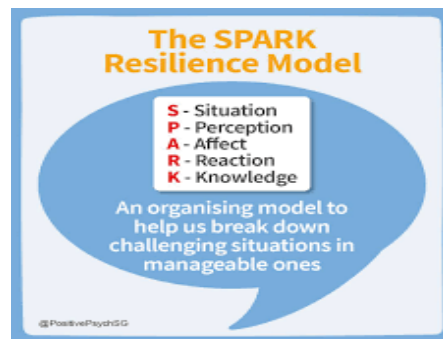 The SPARK
Resilience Model
S - Situation
P - Perception
A - Affect
R - Reaction
K - Knowledge
An organising model to
help us break down
challenging situations in
manageable ones
@PositivePsychSG